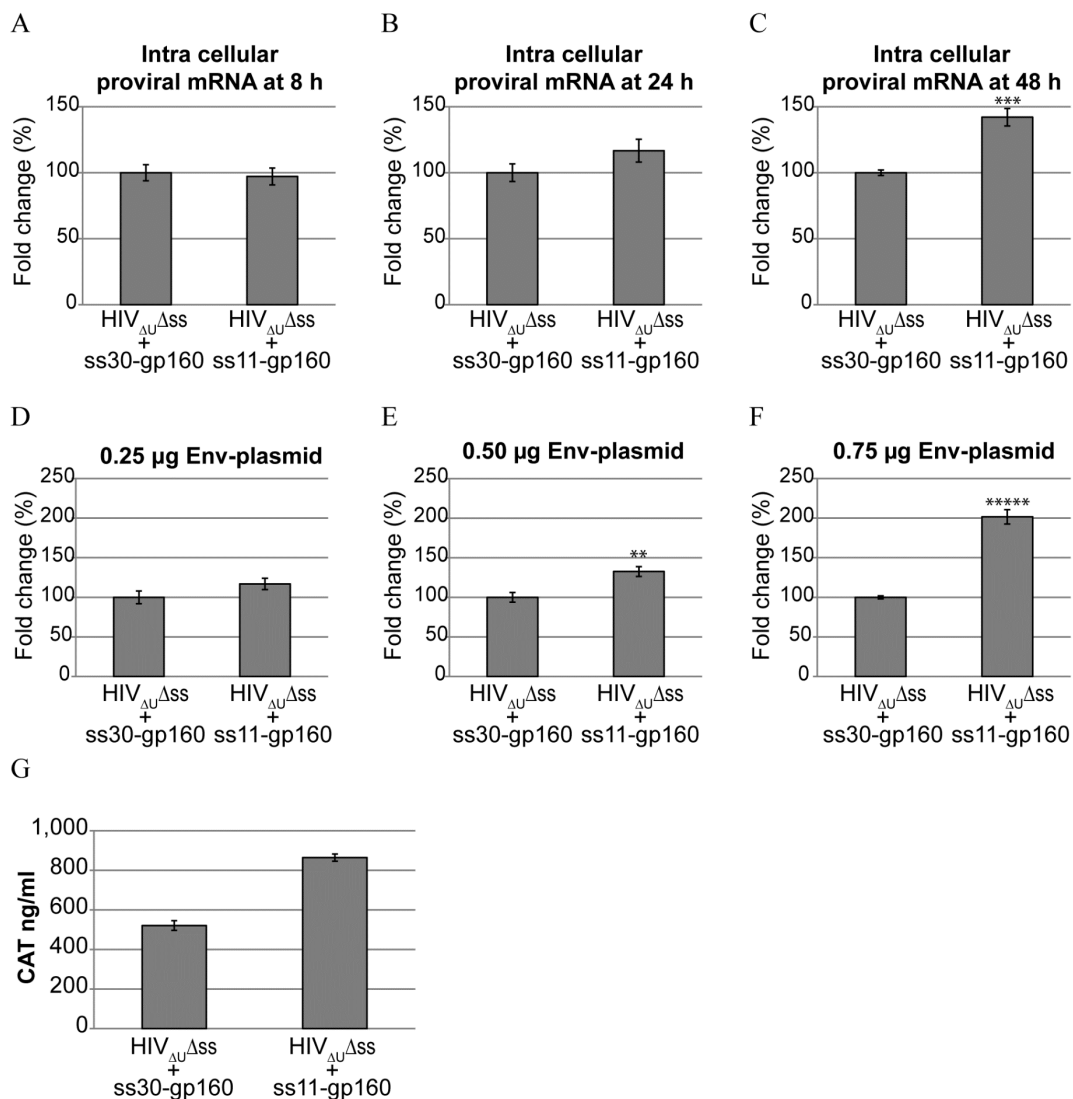 A
Intra cellular
proviral mRNA at 8 h
Fold change (%)
150
100
50
0
HIVΔUΔss
+
ss30-gp160
HIVΔUΔss
+
ss11-gp160
B
Intra cellular
proviral mRNA at 24 h
Fold change (%)
150
100
50
0
HIVΔUΔss
+
ss30-gp160
HIVΔUΔss
+
ss11-gp160
C
Intra cellular
proviral mRNA at 48 h
Fold change (%)
150
100
50
0
***
HIVΔUΔss
+
ss30-gp160
HIVΔUΔss
+
ss11-gp160
D
0.25 µg Env-plasmid
Fold change (%)
250
200
150
100
50
0
HIVΔUΔss
+
ss30-gp160
HIVΔUΔss
+
ss11-gp160
E
0.50 µg Env-plasmid
Fold change (%)
250
200
150
100
50
0
**
HIVΔUΔss
+
ss30-gp160
HIVΔUΔss
+
ss11-gp160
F
0.75 µg Env-plasmid
Fold change (%)
250
200
150
100
50
0
*****
HIVΔUΔss
+
ss30-gp160
HIVΔUΔss
+
ss11-gp160
G
CAT ng/ml
1,000
800
600
400
200
0
HIVΔUΔss
+
ss30-gp160
HIVΔUΔss
+
ss11-gp160